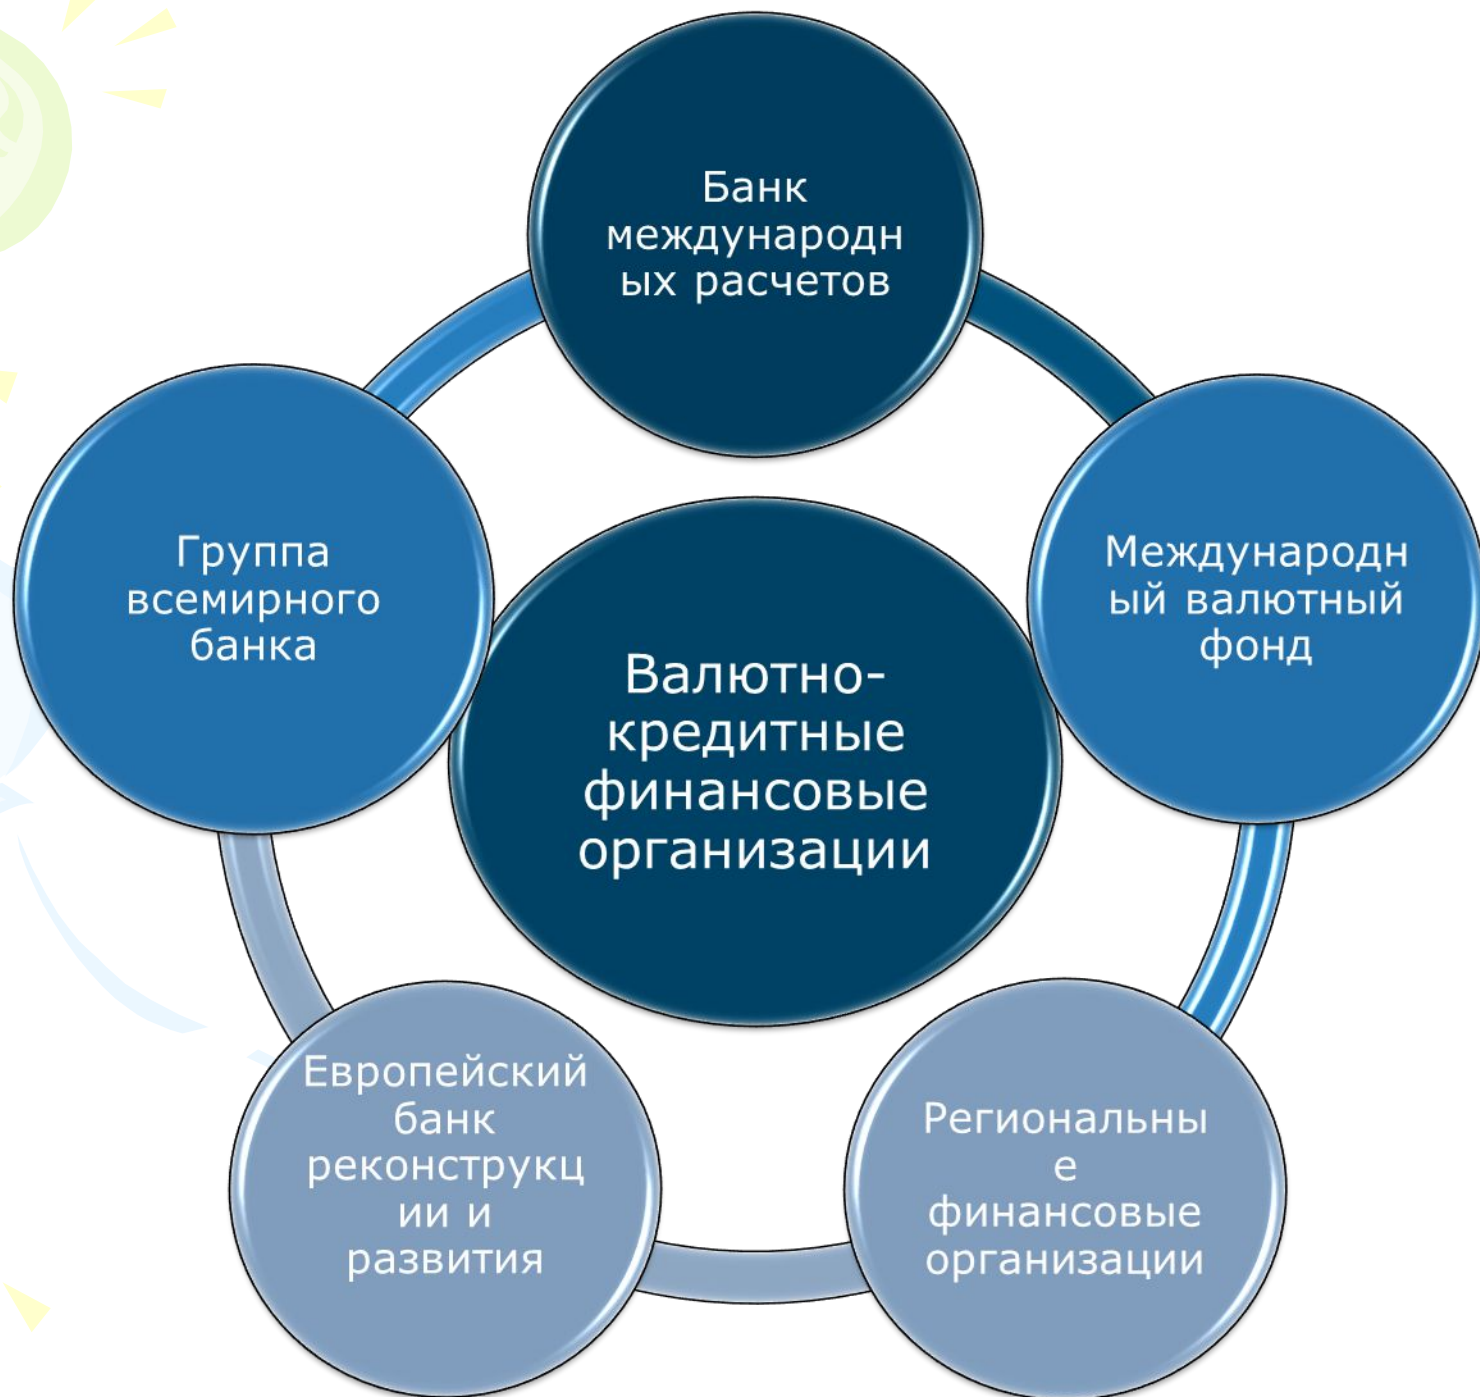 Банк
международн
ых расчетов
Группа
всемирного
банка
Международн
ый валютный
фонд
Валютно-
кредитные
финансовые
организации
Европейский
банк
реконструкц
ии и
развития
Региональны
е
финансовые
организации